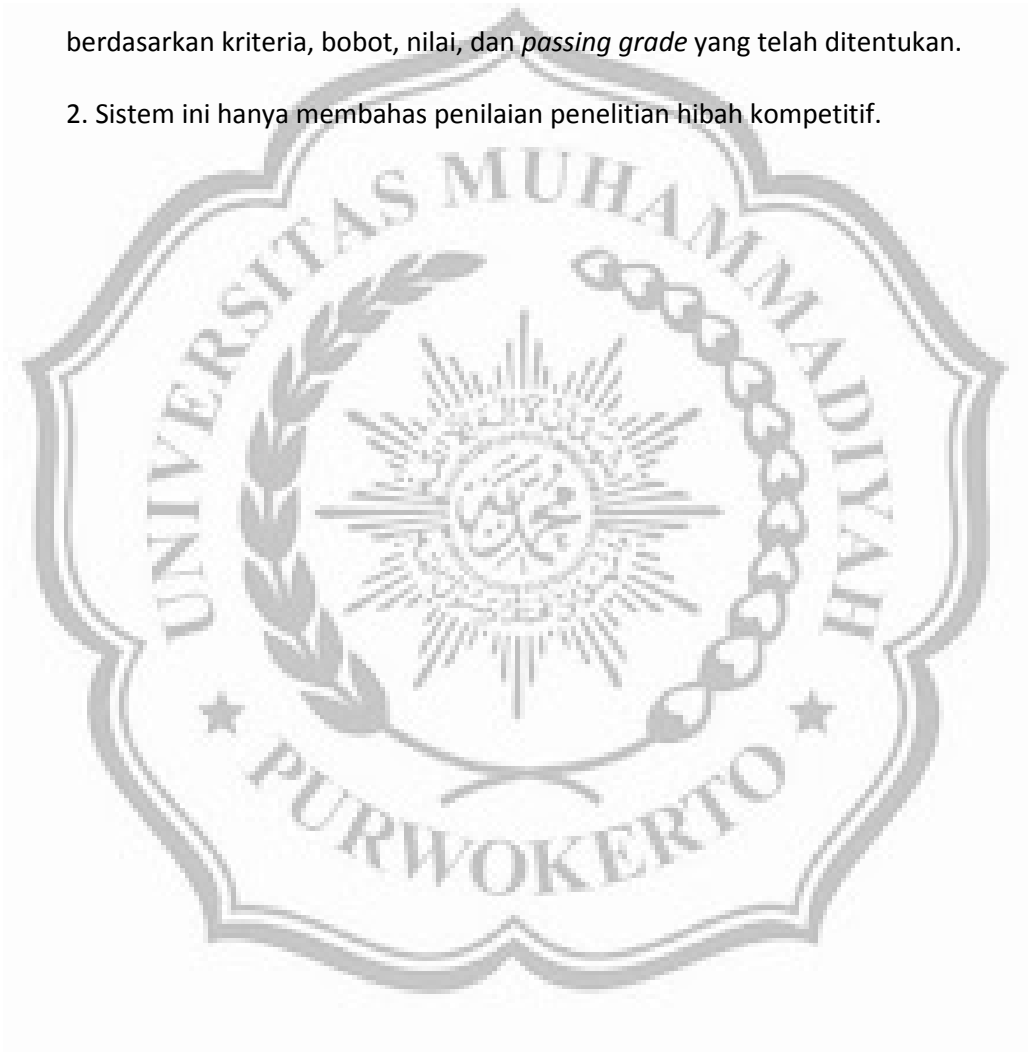 berdasarkan kriteria, bobot, nilai, dan passing grade yang telah ditentukan.
2. Sistem ini hanya membahas penilaian penelitian hibah kompetitif.
UNIVERSITAS MUHAMMADIYAH
PURWOKERTO